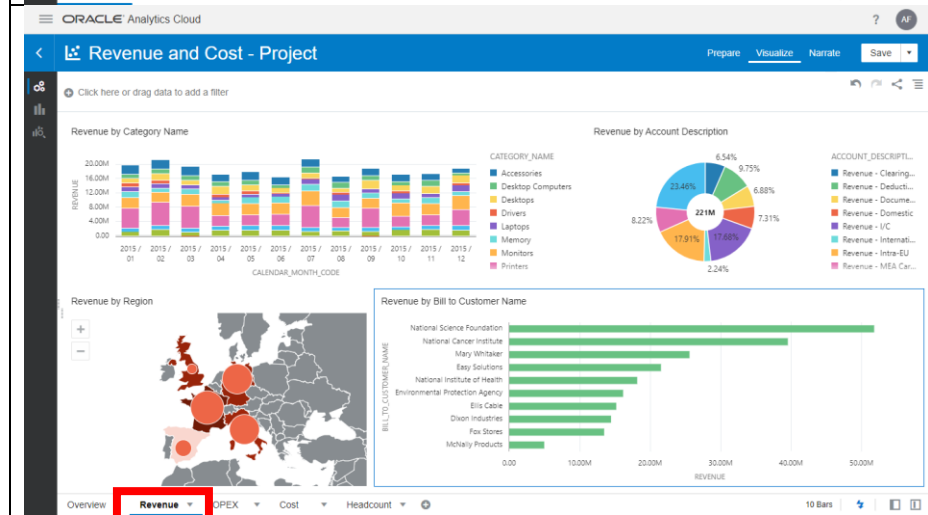 ORACLE Analytics Cloud
? AF
Revenue and Cost - Project
Prepare Visualize Narrate Save
Click here or drag data to add a filter
Revenue by Category Name
REVENUE
20.00M
16.00M
12.00M
8.00M
4.00M
0.00
2015 / 01
2015 / 02
2015 / 03
2015 / 04
2015 / 05
2015 / 06
2015 / 07
2015 / 08
2015 / 09
2015 / 10
2015 / 11
2015 / 12
CALENDAR_MONTH_CODE
CATEGORY_NAME
Accessories
Desktop Computers
Desktops
Drivers
Laptops
Memory
Monitors
Printers
Revenue by Account Description
6.54%
9.75%
6.88%
7.31%
17.68%
2.24%
17.91%
8.22%
23.46%
221M
ACCOUNT_DESCRIPTI...
Revenue - Clearing...
Revenue - Deducti...
Revenue - Docume...
Revenue - Domestic
Revenue - I/C
Revenue - Internati...
Revenue - Intra-EU
Revenue - MEA Car...
Revenue by Region
+
−
Revenue by Bill to Customer Name
BILL_TO_CUSTOMER_NAME
National Science Foundation
National Cancer Institute
Mary Whitaker
Easy Solutions
National Institute of Health
Environmental Protection Agency
Ellis Cable
Dixon Industries
Fox Stores
McNally Products
0.00 10.00M 20.00M 30.00M 40.00M 50.00M
REVENUE
Overview Revenue OPEX Cost Headcount
10 Bars